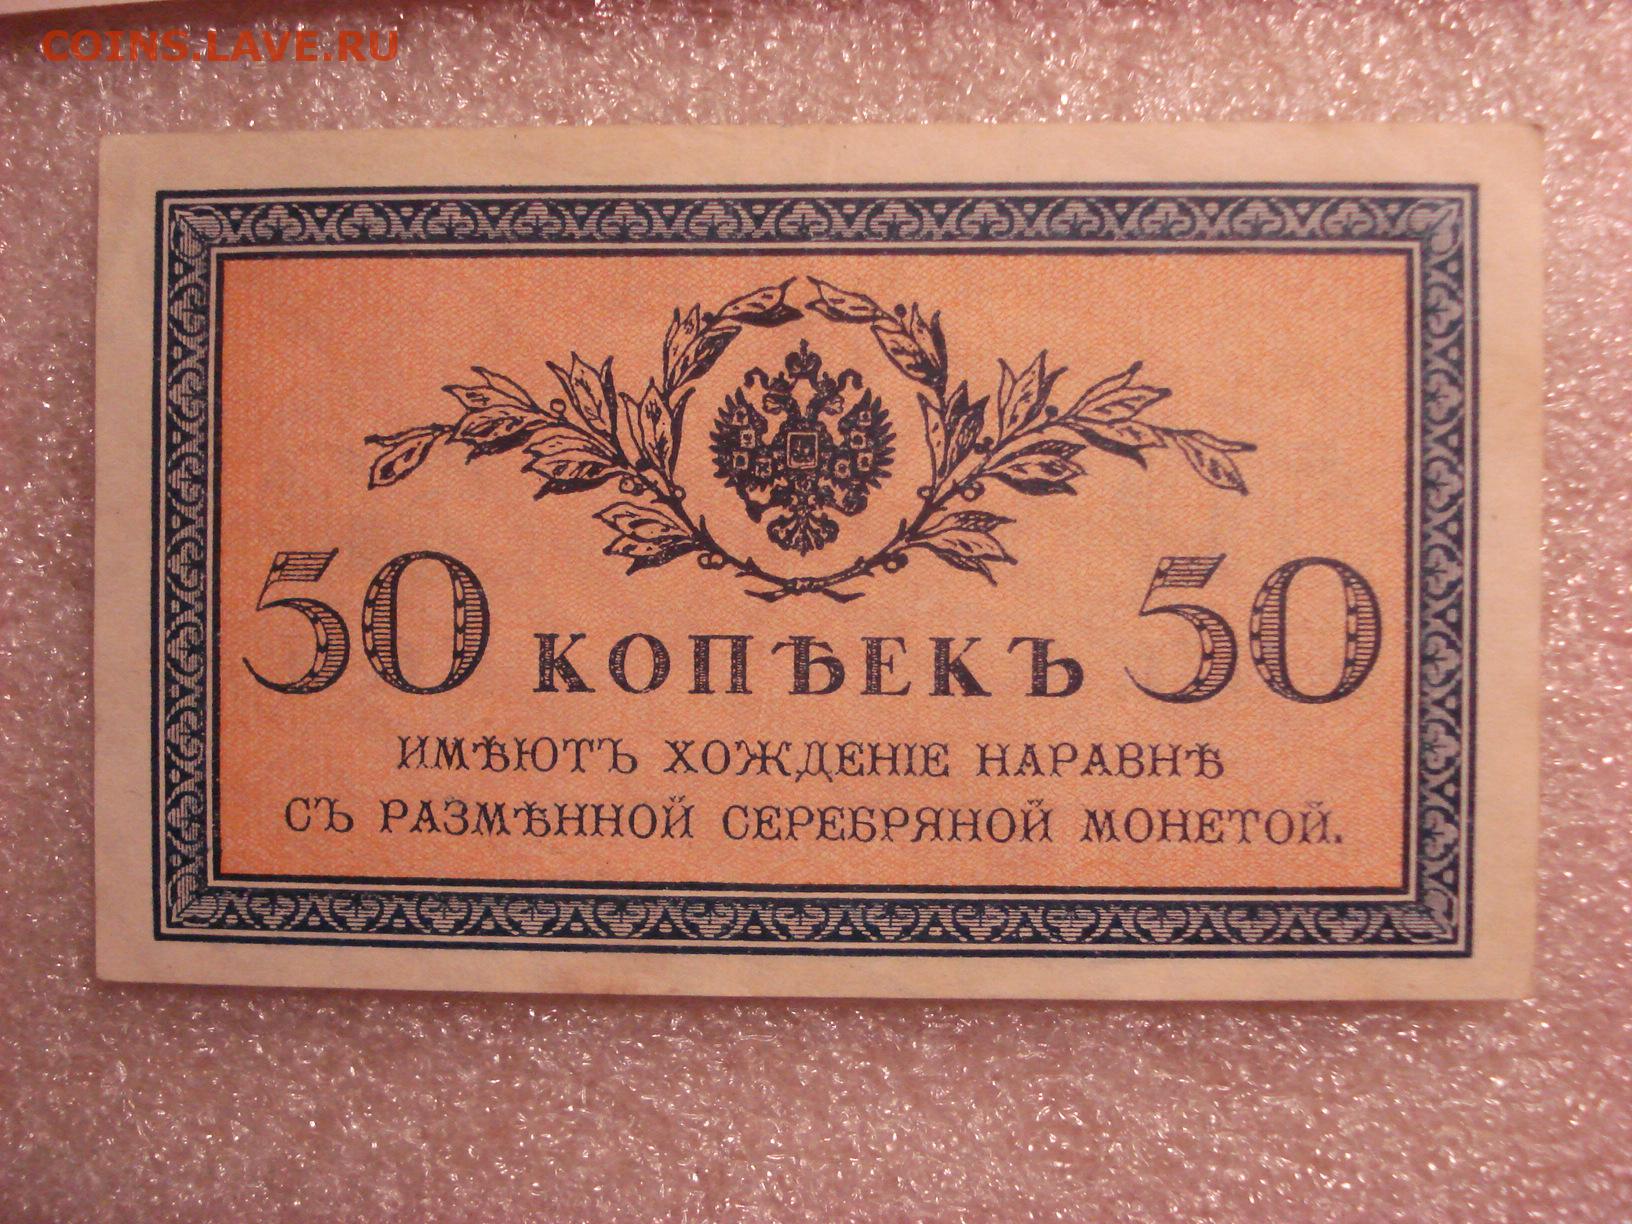 COINS.LAVE.RU
50 КОПѢЕКЪ 50
ИМѢЮТЪ ХОЖДЕНІЕ НАРАВНѢ
СЪ РАЗМѢННОЙ СЕРЕБРЯНОЙ МОНЕТОЙ.